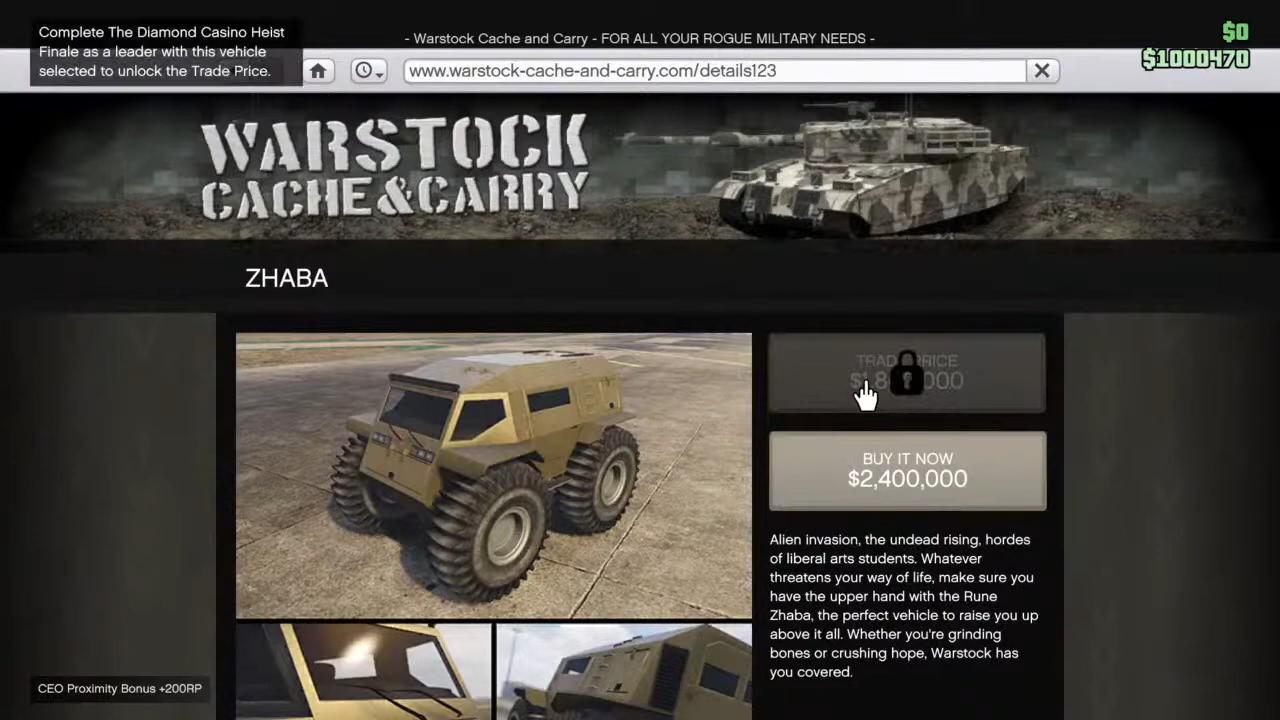 Complete The Diamond Casino Heist
Finale as a leader with this vehicle
selected to unlock the Trade Price.
- Warstock Cache and Carry - FOR ALL YOUR ROGUE MILITARY NEEDS -
$0
$1000470
www.warstock-cache-and-carry.com/details123
WARSTOCK
CACHE&CARRY
ZHABA
PRICE
BUY IT NOW
$2,400,000
Alien invasion, the undead rising, hordes
of liberal arts students. Whatever
threatens your way of life, make sure you
have the upper hand with the Rune
Zhaba, the perfect vehicle to raise you up
above it all. Whether you're grinding
bones or crushing hope, Warstock has
you covered.
CEO Proximity Bonus +200RP